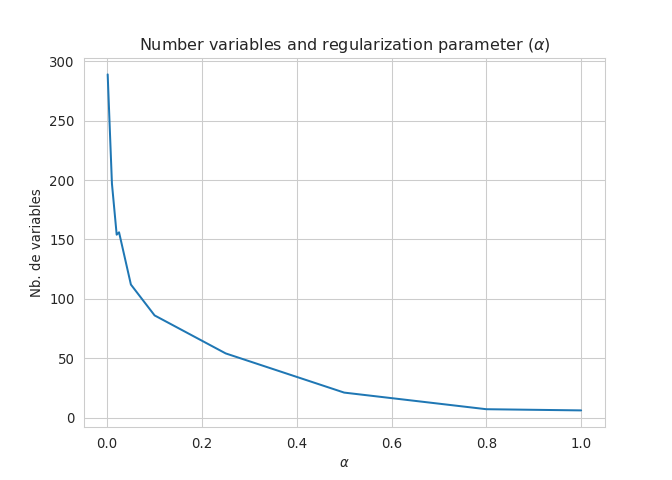 Number variables and regularization parameter (α)
300
250
200
150
100
50
0
Nb. de variables
0.0 0.2 0.4 0.6 0.8 1.0
α